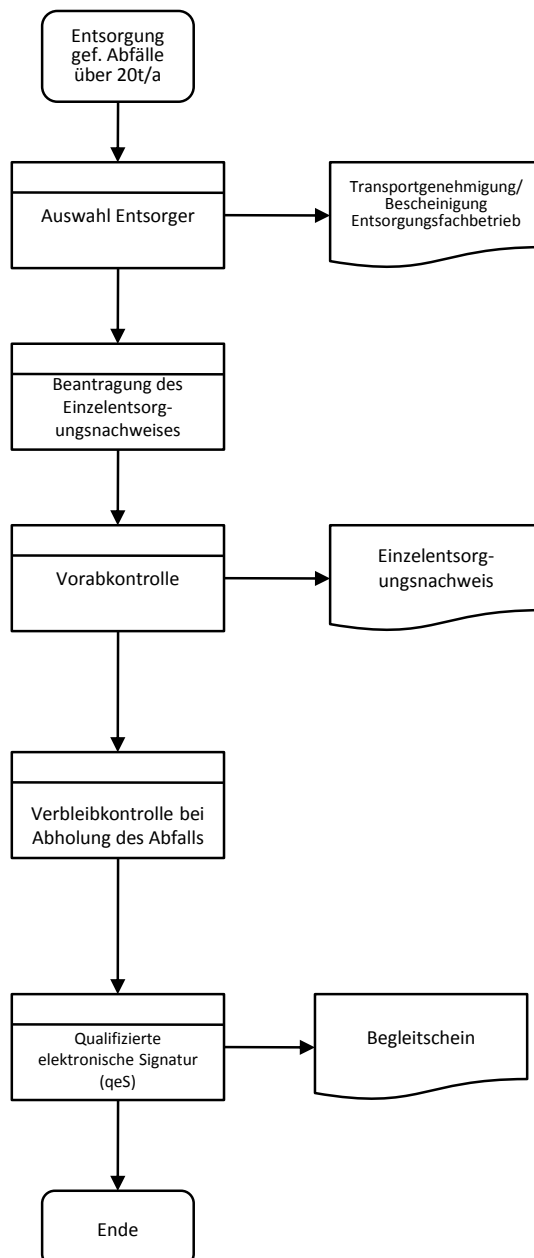 Entsorgung
gef. Abfälle
über 20t/a
Auswahl Entsorger
Transportgenehmigung/
Bescheinigung
Entsorgungsfachbetrieb
Beantragung des
Einzelentsorg-
ungsnachweises
Vorabkontrolle
Einzelentsorg-
ungsnachweis
Verbleibkontrolle bei
Abholung des Abfalls
Qualifizierte
elektronische Signatur
(qeS)
Begleitschein
Ende